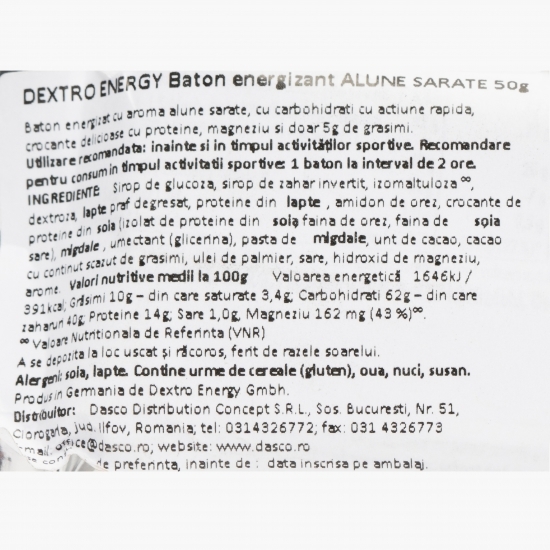 DEXTRO ENERGY Baton energizant ALUNE SARATE 50g
Baton energizat cu aroma alune sarate, cu carbohidrati cu actiune rapida,
crocante delicioase cu proteine, magneziu si doar 5g de grasimi.
Utilizare recomandata: inainte si in timpul activităților sportive. Recomandare
pentru consum in timpul activitatii sportive: 1 baton la interval de 2 ore.
INGREDIENTE: Sirop de glucoza, sirop de zahar invertit, izomaltuloza∞,
dextroza, lapte praf degresat, proteine din lapte, amidon de orez, crocante de
proteine din soia (izolat de proteine din soia, faina de orez, faina de soia
sare), migdale, umectant (glicerina), pasta de migdale, unt de cacao, cacao
cu continut scazut de grasimi, ulei de palmier, sare, hidroxid de magneziu,
arome. Valori nutritive medii la 100g Valoarea energetică 1646kJ /
391kcal; Grăsimi 10g – din care saturate 3,4g; Carbohidrati 62g – din care
zaharuri 40g; Proteine 14g; Sare 1,0g, Magneziu 162 mg (43 %)∞.
∞ Valoare Nutritionala de Referinta (VNR)
A se depozita la loc uscat și răcoros, ferit de razele soarelui.
Alergeni: soia, lapte. Contine urme de cereale (gluten), oua, nuci, susan.
Produs in Germania de Dextro Energy Gmbh.
Distribuitor: Dasco Distribution Concept S.R.L., Sos. Bucuresti, Nr. 51,
Ciorogarla, jud. Ilfov, Romania; tel: 0314326772; fax: 031 4326773
email: office@dasco.ro; website: www.dasco.ro
de preferinta, inainte de : data inscrisa pe ambalaj.